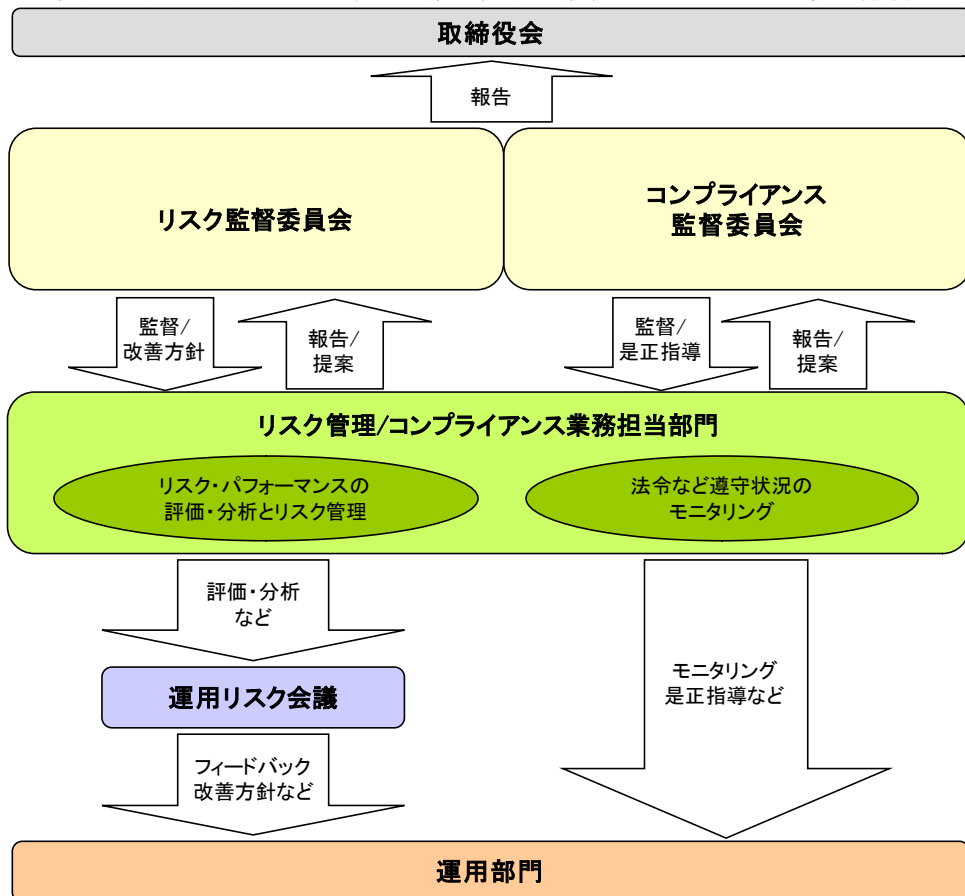 取締役会
報告
リスク監督委員会
コンプライアンス
監督委員会
監督/
改善方針
報告/
提案
監督/
是正指導
報告/
提案
リスク管理/コンプライアンス業務担当部門
リスク・パフォーマンスの
評価・分析とリスク管理
法令など遵守状況の
モニタリング
評価・分析
など
運用リスク会議
モニタリング
是正指導など
フィードバック
改善方針など
運用部門